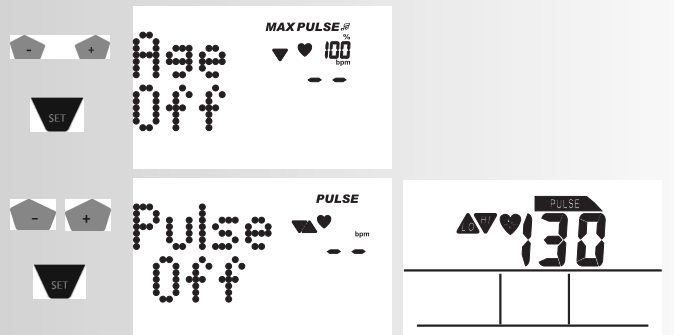 MAX PULSE
- +
Age
%
100
bpm
SET
Off
- -
PULSE
- +
Pulse
bpm
- -
SET
Off
PULSE
LO HI 130